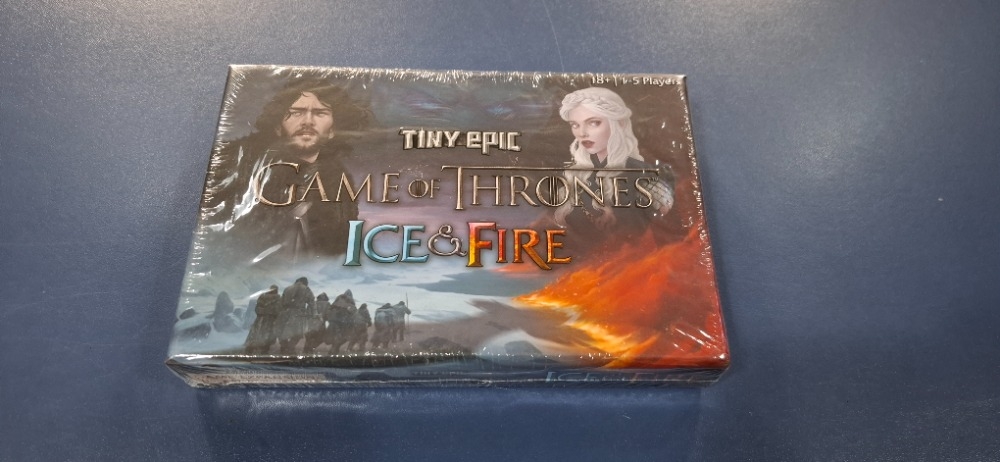 18+ | 1-5 Players
TINY EPIC
GAME OF THRONES
ICE & FIRE